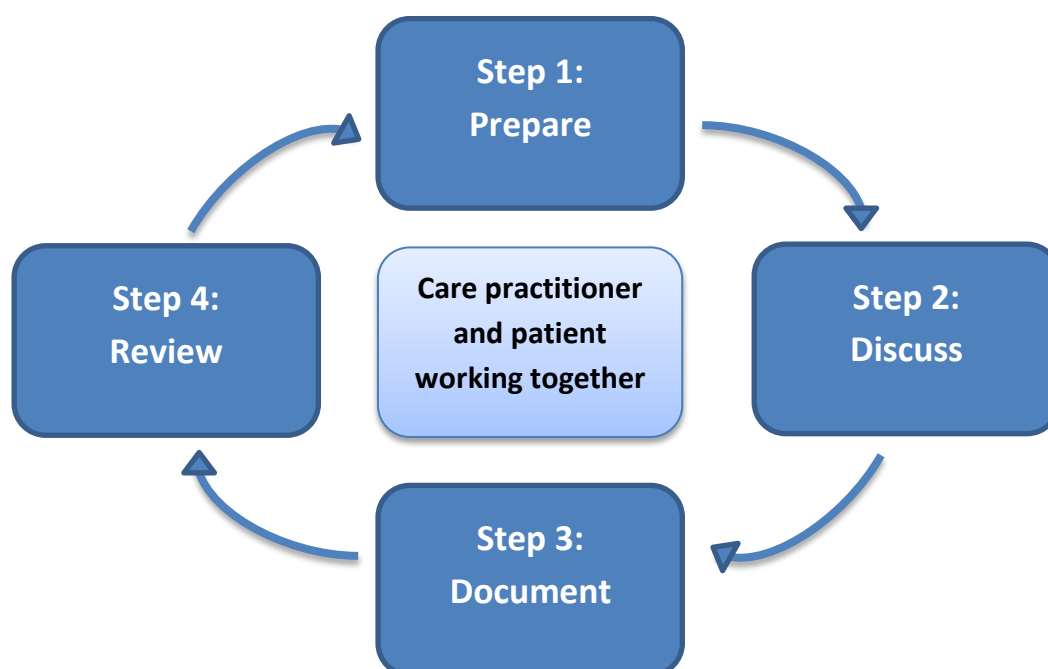 Step 1:
Prepare
Step 2:
Discuss
Step 3:
Document
Step 4:
Review
Care practitioner
and patient
working together